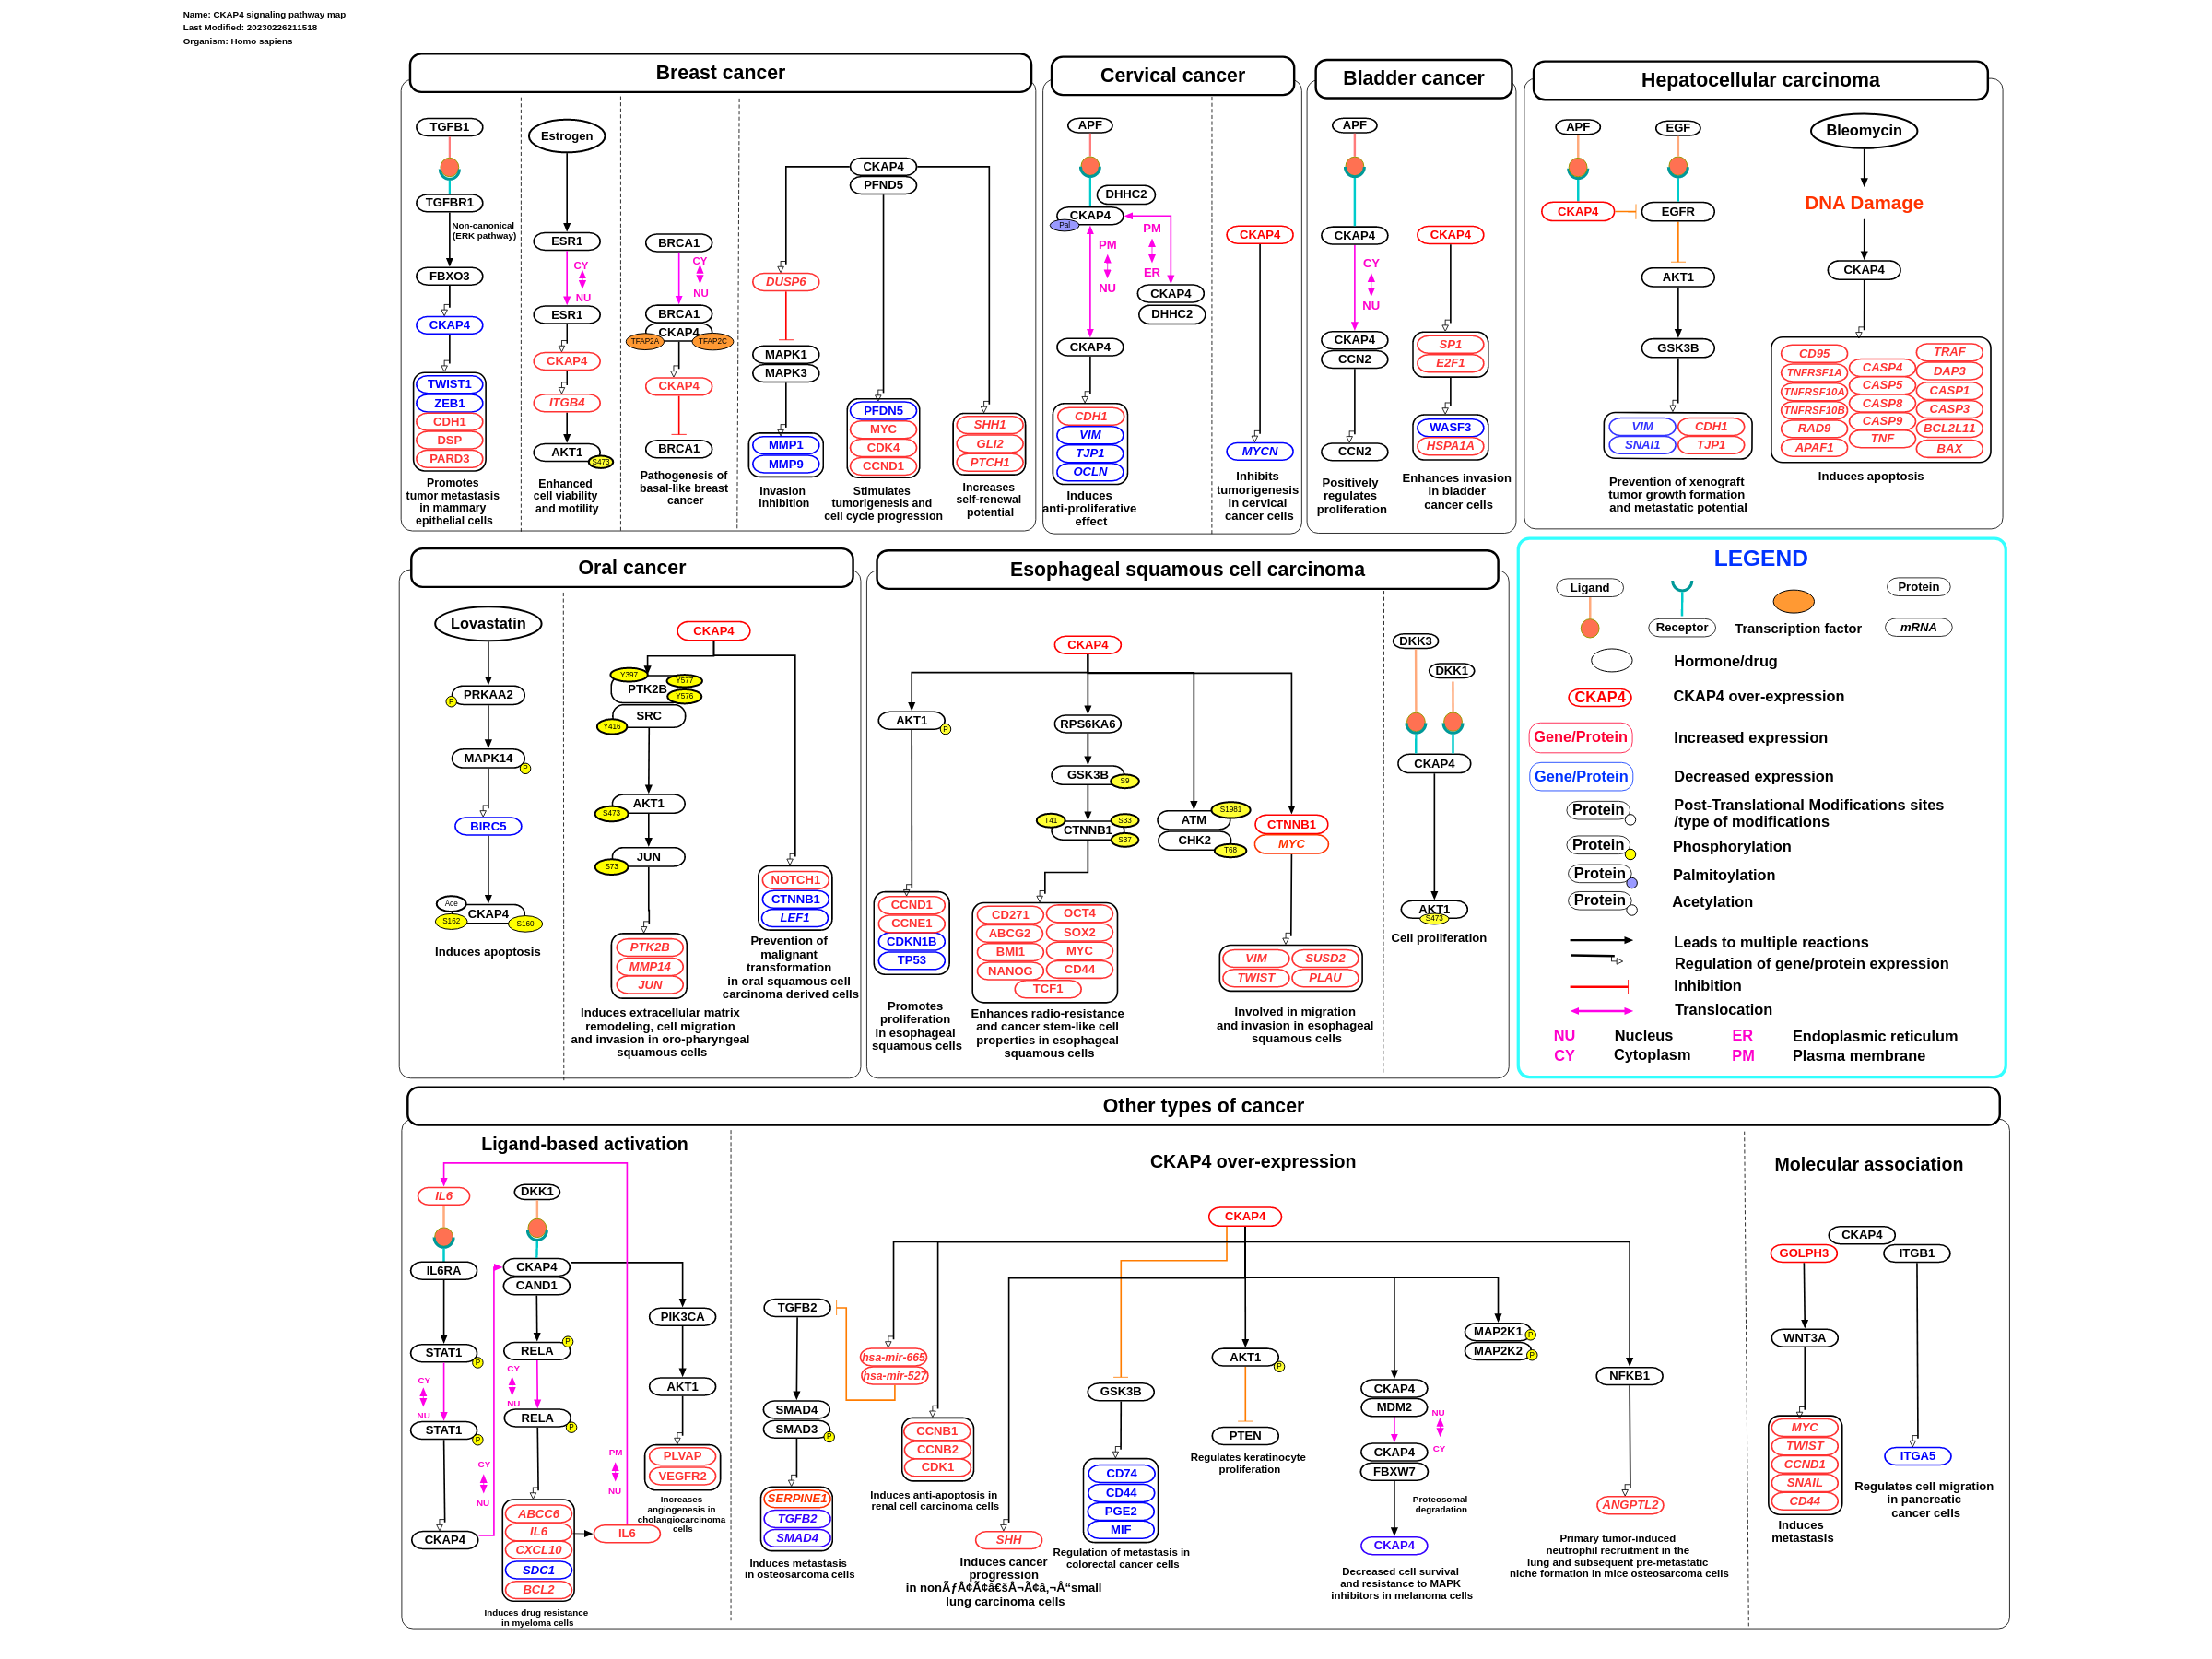 Name: CKAP4 signaling pathway map
Last Modified: 20230226211518
Organism: Homo sapiens
Breast cancer
TGFB1
TGFBR1
Non-canonical
(ERK pathway)
FBXO3
CKAP4
TWIST1
ZEB1
CDH1
DSP
PARD3
Promotes
tumor metastasis
in mammary
epithelial cells
Estrogen
ESR1
CY
NU
ESR1
CKAP4
ITGB4
AKT1
S473
Enhanced
cell viability
and motility
BRCA1
CY
NU
BRCA1
CKAP4
TFAP2A
TFAP2C
CKAP4
BRCA1
Pathogenesis of
basal-like breast
cancer
CKAP4
PFND5
DUSP6
MAPK1
MAPK3
MMP1
MMP9
Invasion
inhibition
PFDN5
MYC
CDK4
CCND1
Stimulates
tumorigenesis and
cell cycle progression
SHH1
GLI2
PTCH1
Increases
self-renewal
potential
Cervical cancer
APF
DHHC2
CKAP4
Pal
PM
NU
PM
ER
CKAP4
DHHC2
CKAP4
CDH1
VIM
TJP1
OCLN
Induces
anti-proliferative
effect
CKAP4
MYCN
Inhibits
tumorigenesis
in cervical
cancer cells
Bladder cancer
APF
CKAP4
CY
NU
CKAP4
CCN2
CCN2
Positively
regulates
proliferation
CKAP4
SP1
E2F1
WASF3
HSPA1A
Enhances invasion
in bladder
cancer cells
Hepatocellular carcinoma
APF
CKAP4
EGF
EGFR
AKT1
GSK3B
VIM
CDH1
SNAI1
TJP1
Prevention of xenograft
tumor growth formation
and metastatic potential
Bleomycin
DNA Damage
CKAP4
CD95
TNFRSF1A
TNFRSF10A
TNFRSF10B
RAD9
APAF1
CASP4
CASP5
CASP8
CASP9
TNF
TRAF
DAP3
CASP1
CASP3
BCL2L11
BAX
Induces apoptosis
Oral cancer
Lovastatin
PRKAA2
P
MAPK14
P
BIRC5
Ace
CKAP4
S162
S160
Induces apoptosis
CKAP4
Y397
PTK2B
Y577
Y576
SRC
Y416
AKT1
S473
JUN
S73
PTK2B
MMP14
JUN
Induces extracellular matrix
remodeling, cell migration
and invasion in oro-pharyngeal
squamous cells
NOTCH1
CTNNB1
LEF1
Prevention of
malignant
transformation
in oral squamous cell
carcinoma derived cells
Esophageal squamous cell carcinoma
CKAP4
AKT1
P
CCND1
CCNE1
CDKN1B
TP53
Promotes
proliferation
in esophageal
squamous cells
RPS6KA6
GSK3B
S9
T41
CTNNB1
S33
S37
CD271
ABCG2
BMI1
NANOG
OCT4
SOX2
MYC
CD44
TCF1
Enhances radio-resistance
and cancer stem-like cell
properties in esophageal
squamous cells
S1981
ATM
CHK2
T68
CTNNB1
MYC
VIM
SUSD2
TWIST
PLAU
Involved in migration
and invasion in esophageal
squamous cells
DKK3
DKK1
CKAP4
AKT1
S473
Cell proliferation
LEGEND
Ligand
Receptor
Transcription factor
Protein
mRNA
Hormone/drug
CKAP4
CKAP4 over-expression
Gene/Protein
Increased expression
Gene/Protein
Decreased expression
Protein
Post-Translational Modifications sites
/type of modifications
Protein
Phosphorylation
Protein
Palmitoylation
Protein
Acetylation
Leads to multiple reactions
Regulation of gene/protein expression
Inhibition
Translocation
NU
Nucleus
ER
Endoplasmic reticulum
CY
Cytoplasm
PM
Plasma membrane
Other types of cancer
Ligand-based activation
IL6
IL6RA
STAT1
P
CY
NU
STAT1
P
CKAP4
CY
NU
DKK1
CKAP4
CAND1
RELA
P
CY
NU
RELA
P
ABCC6
IL6
CXCL10
SDC1
BCL2
Induces drug resistance
in myeloma cells
IL6
PM
NU
PIK3CA
AKT1
PLVAP
VEGFR2
Increases
angiogenesis in
cholangiocarcinoma
cells
CKAP4 over-expression
CKAP4
TGFB2
hsa-mir-665
hsa-mir-527
SMAD4
SMAD3
P
SERPINE1
TGFB2
SMAD4
Induces metastasis
in osteosarcoma cells
CCNB1
CCNB2
CDK1
Induces anti-apoptosis in
renal cell carcinoma cells
SHH
Induces cancer
progression
in nonÃƒÂ¢Ã¢â€šÂ¬Ã¢â‚¬Å“small
lung carcinoma cells
GSK3B
CD74
CD44
PGE2
MIF
Regulation of metastasis in
colorectal cancer cells
AKT1
P
PTEN
Regulates keratinocyte
proliferation
CKAP4
MDM2
NU
CY
CKAP4
FBXW7
Proteosomal
degradation
CKAP4
Decreased cell survival
and resistance to MAPK
inhibitors in melanoma cells
MAP2K1
P
MAP2K2
P
NFKB1
ANGPTL2
Primary tumor-induced
neutrophil recruitment in the
lung and subsequent pre-metastatic
niche formation in mice osteosarcoma cells
Molecular association
CKAP4
GOLPH3
ITGB1
WNT3A
MYC
TWIST
CCND1
SNAIL
CD44
Induces
metastasis
ITGA5
Regulates cell migration
in pancreatic
cancer cells